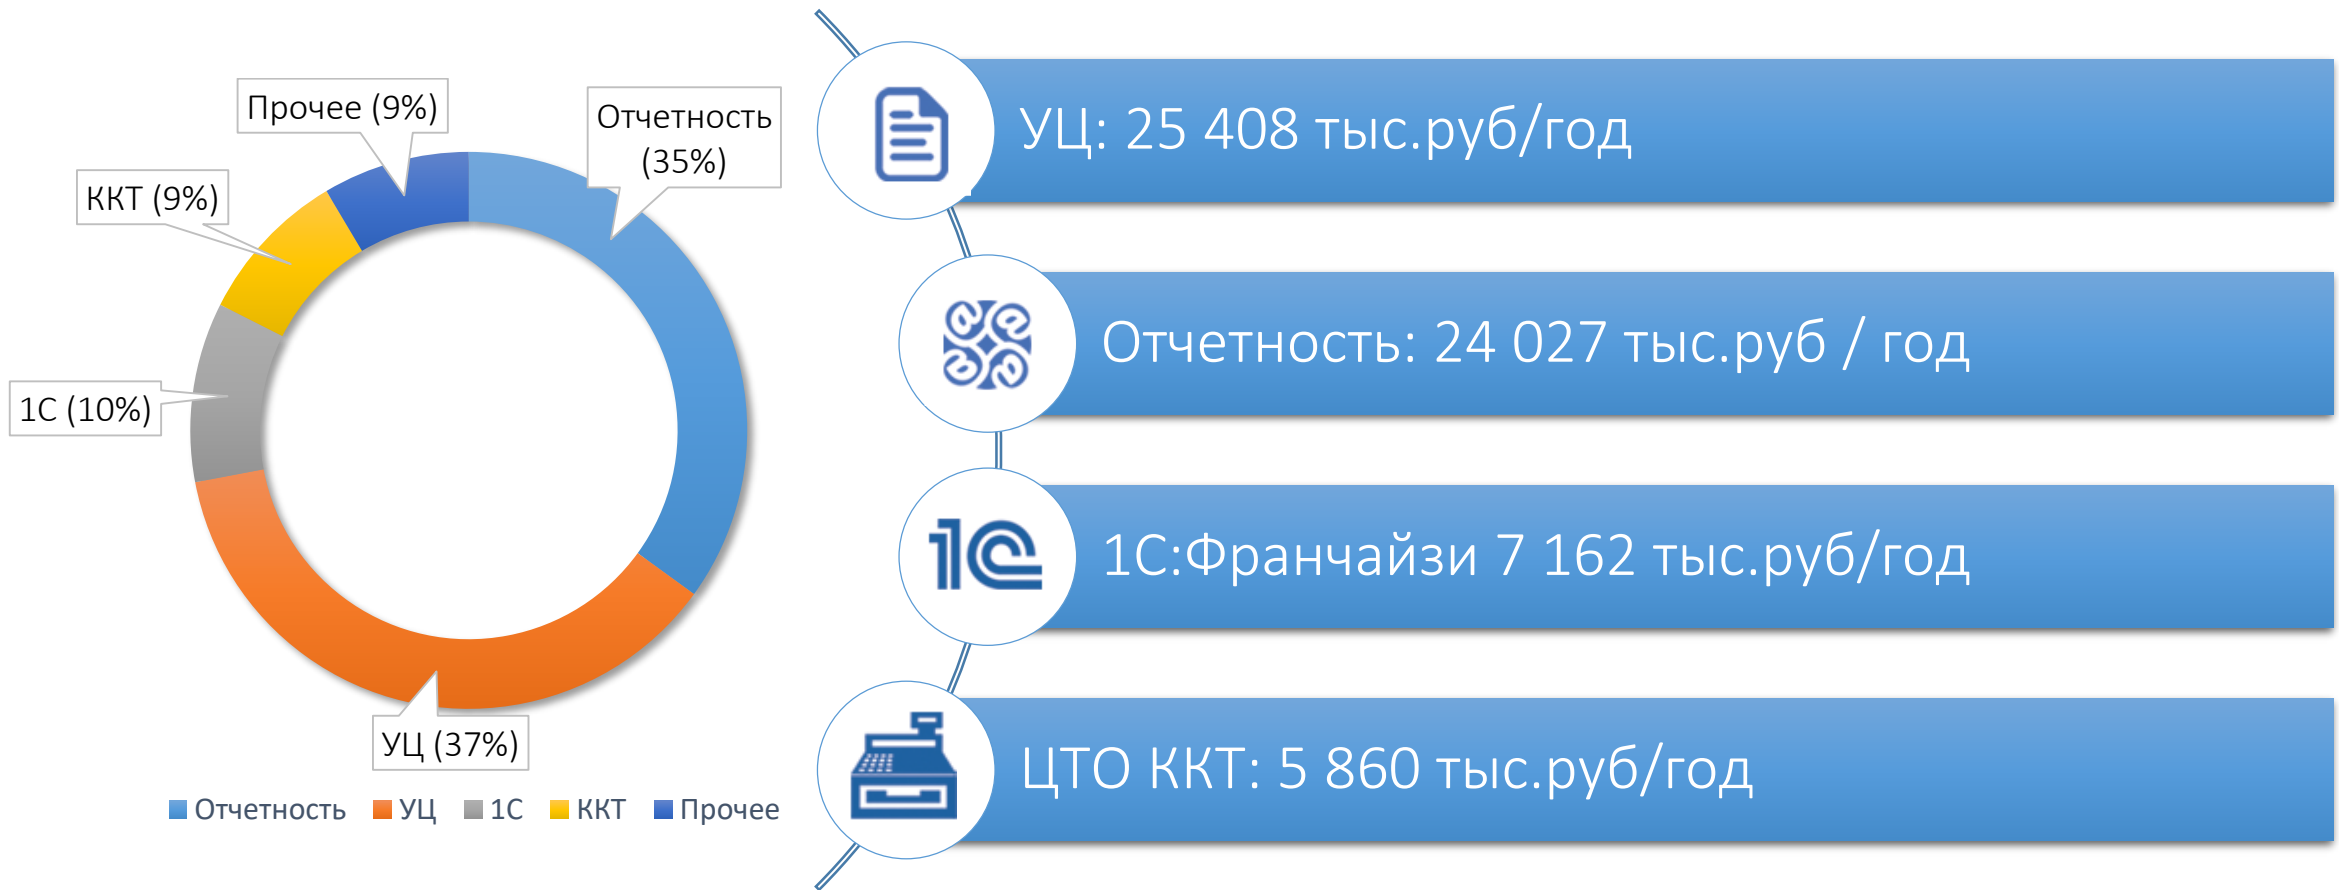 Прочее (9%)
Отчетность
(35%)
ККТ (9%)
1С (10%)
УЦ (37%)
Отчетность УЦ 1С ККТ Прочее
УЦ: 25 408 тыс.руб/год
Отчетность: 24 027 тыс.руб / год
1С
1С:Франчайзи 7 162 тыс.руб/год
ЦТО ККТ: 5 860 тыс.руб/год